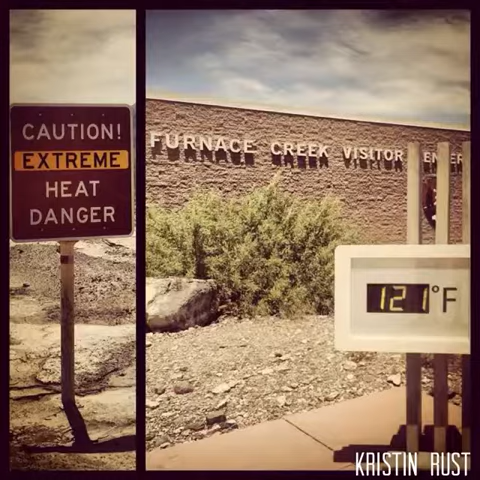 CAUTION!
EXTREME
HEAT
DANGER
FURNACE CREEK VISITOR
121°F
KRISTIN RUST